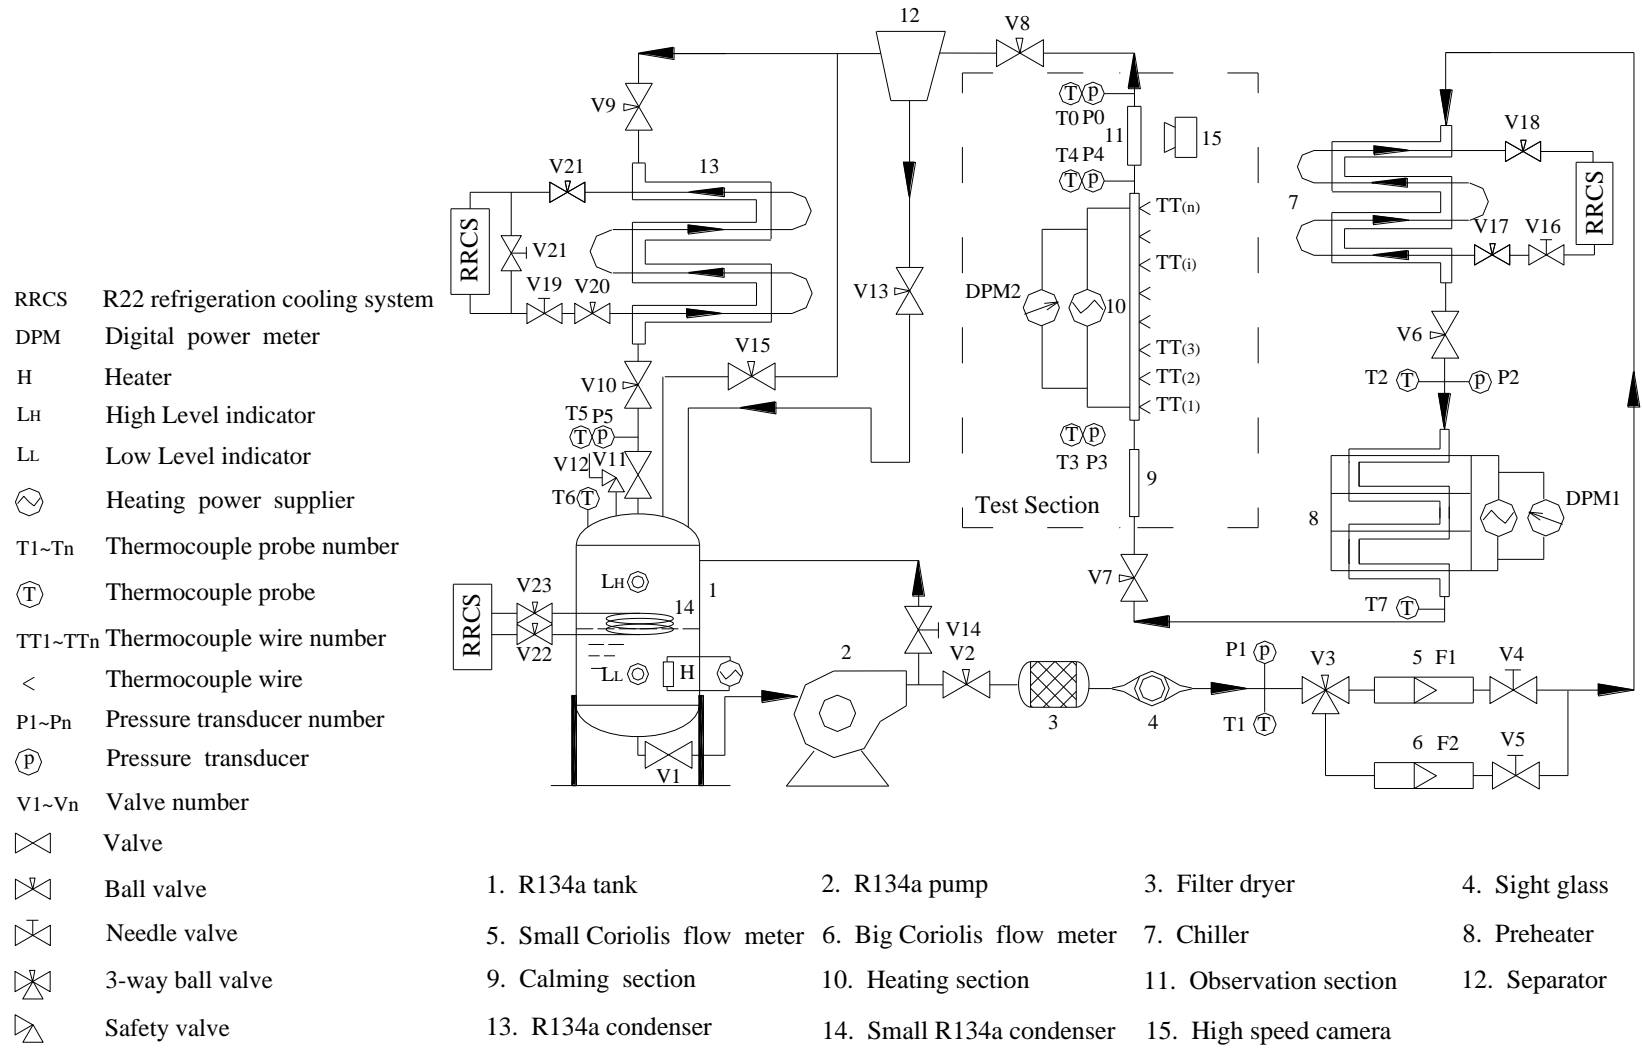 12
V8
V9
T0 P0
11
15
V18
V21
13
T4 P4
7
RRCS
TT(n)
RRCS
V21
TT(i)
V17
V16
V19
V20
V13
DPM2
10
V6
V15
TT(3)
TT(2)
TT(1)
T2
T
p
P2
V10
T5 P5
T
p
T
p
T3 P3
9
V12
V11
T6
T
Test Section
8
DPM1
V7
T7
T
LH
1
V23
RRCS
14
V22
V14
LL
H
2
V2
P1
p
V3
5 F1
V4
3
4
T1
T
6 F2
V5
V1
T
p
T
p
RRCS R22 refrigeration cooling system
DPM Digital power meter
H Heater
LH High Level indicator
LL Low Level indicator
Heating power supplier
T1~Tn Thermocouple probe number
T Thermocouple probe
TT1~TTn Thermocouple wire number
< Thermocouple wire
P1~Pn Pressure transducer number
p Pressure transducer
V1~Vn Valve number
Valve
Ball valve
Needle valve
3-way ball valve
Safety valve
1. R134a tank 2. R134a pump 3. Filter dryer 4. Sight glass
5. Small Coriolis flow meter 6. Big Coriolis flow meter 7. Chiller 8. Preheater
9. Calming section 10. Heating section 11. Observation section 12. Separator
13. R134a condenser 14. Small R134a condenser 15. High speed camera